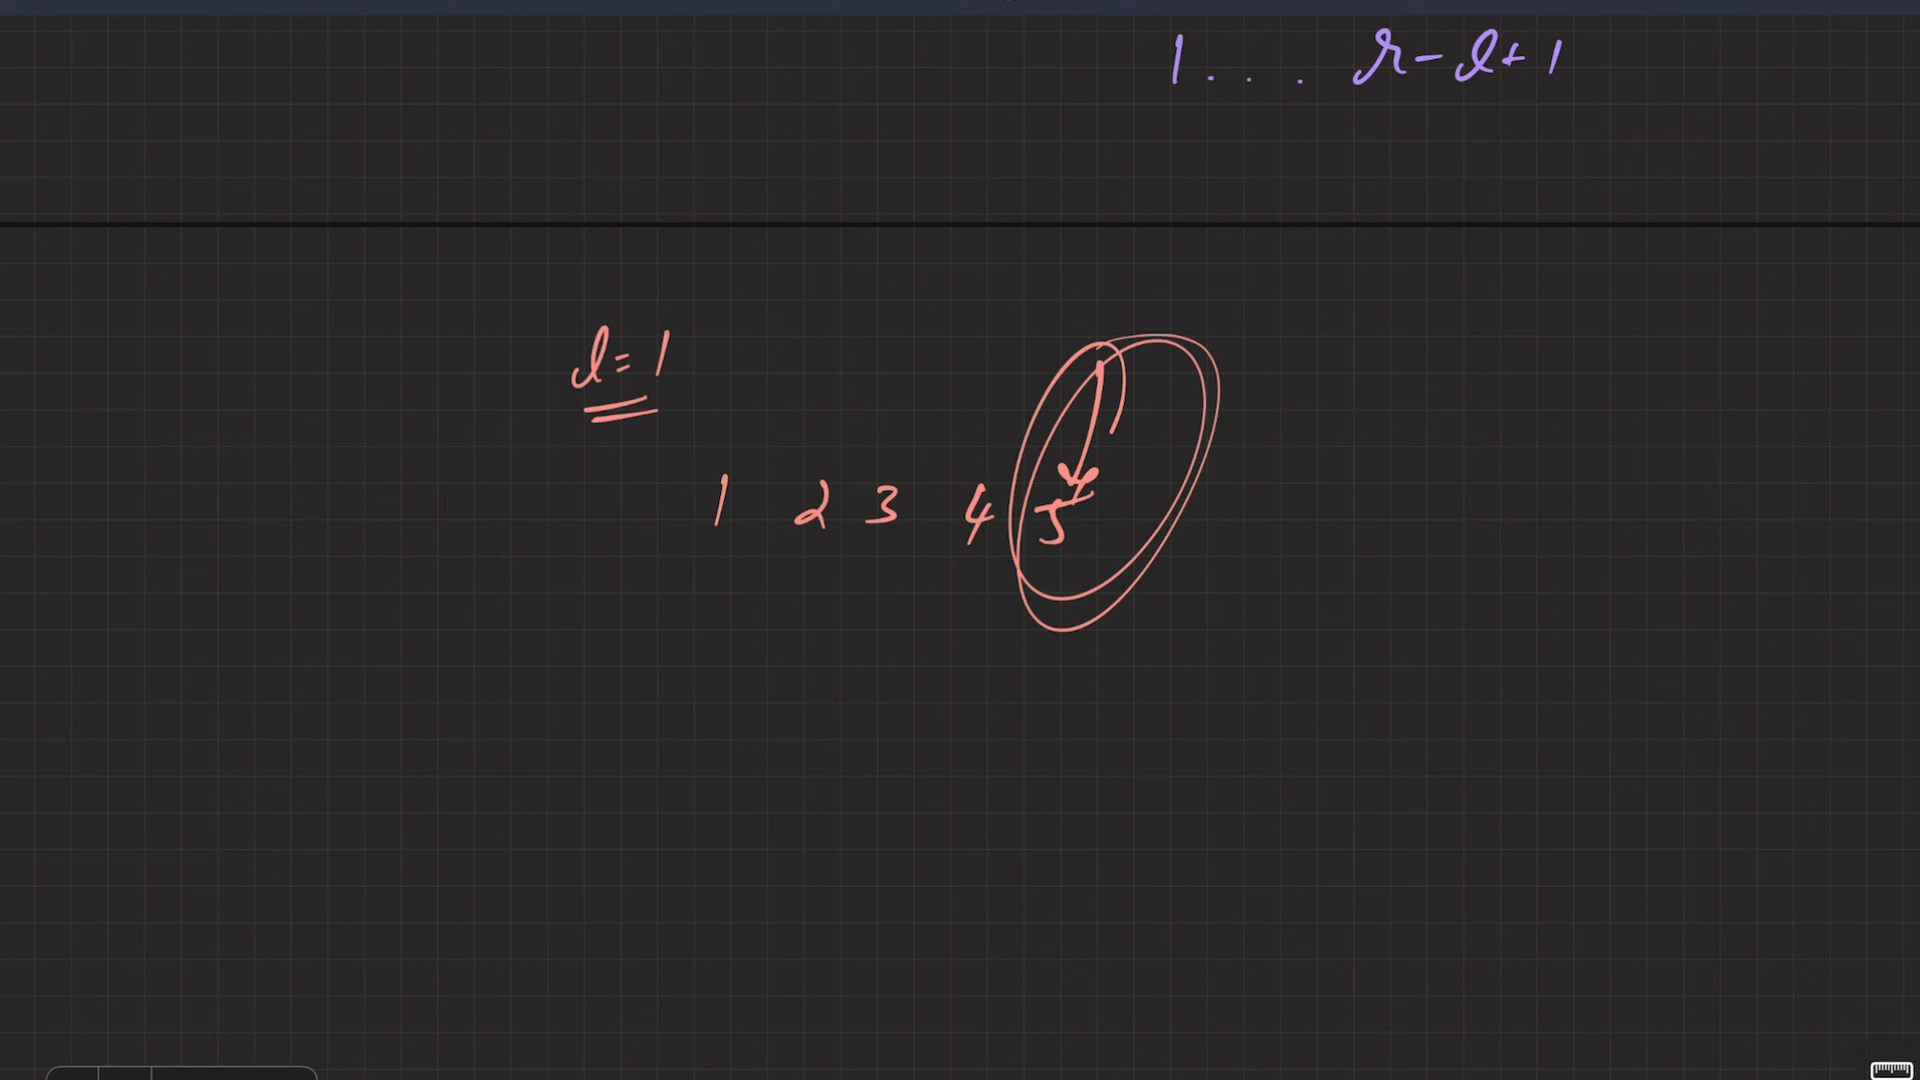 1 . . . r - l + 1
l = 1
1 2 3 4 5